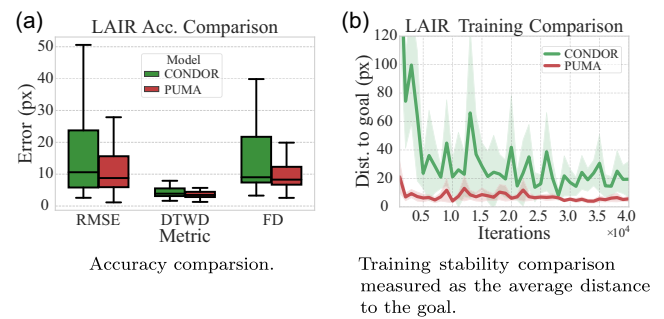 (a)
LAIR Acc. Comparison
50
40
30
20
10
0
Error (px)
Model
CONDOR
PUMA
RMSE
DTWD
FD
Metric
Accuracy comparsion.
(b)
LAIR Training Comparison
120
100
80
60
40
20
0
Dist. to goal (px)
CONDOR
PUMA
0.5 1.0 1.5 2.0 2.5 3.0 3.5 4.0
Iterations
×10⁴
Training stability comparison
measured as the average distance
to the goal.